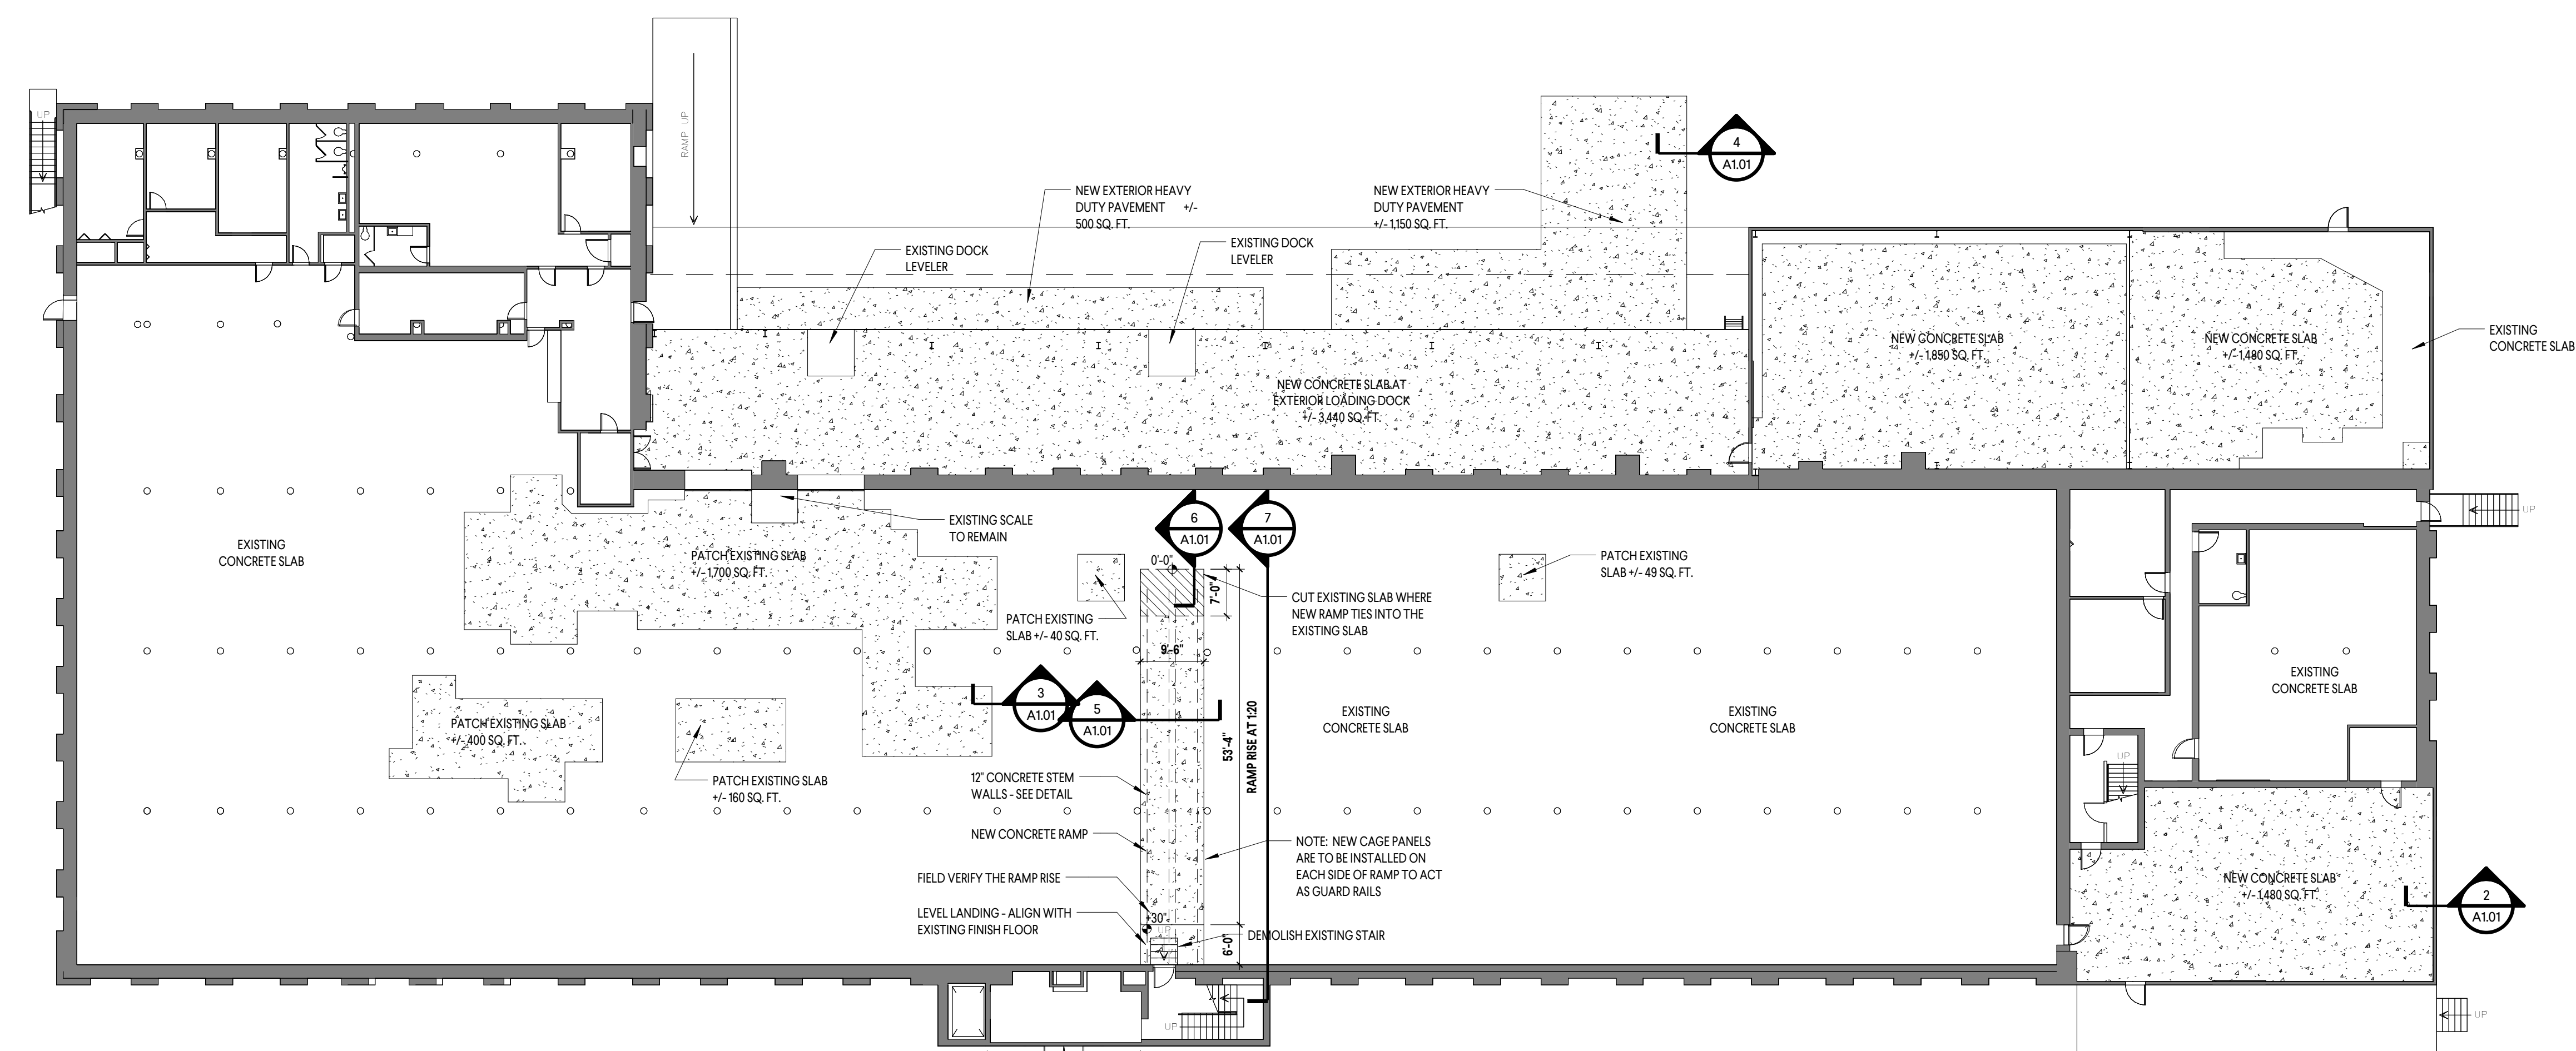 UP
RAMP UP
4
A1.01
NEW EXTERIOR HEAVY
DUTY PAVEMENT +/-
500 SQ. FT.
NEW EXTERIOR HEAVY
DUTY PAVEMENT
+/- 1,150 SQ. FT.
EXISTING DOCK
LEVELER
EXISTING DOCK
LEVELER
NEW CONCRETE SLAB
+/- 1,850 SQ. FT.
NEW CONCRETE SLAB
+/- 1,480 SQ. FT.
EXISTING
CONCRETE SLAB
NEW CONCRETE SLAB AT
EXTERIOR LOADING DOCK
+/- 3,440 SQ. FT.
EXISTING SCALE
TO REMAIN
6
A1.01
7
A1.01
UP
EXISTING
CONCRETE SLAB
PATCH EXISTING SLAB
+/- 1,700 SQ. FT.
0'-0"
7'-0"
PATCH EXISTING
SLAB +/- 49 SQ. FT.
CUT EXISTING SLAB WHERE
NEW RAMP TIES INTO THE
EXISTING SLAB
PATCH EXISTING
SLAB +/- 40 SQ. FT.
9'-6"
3
A1.01
5
A1.01
EXISTING
CONCRETE SLAB
EXISTING
CONCRETE SLAB
EXISTING
CONCRETE SLAB
PATCH EXISTING SLAB
+/- 400 SQ. FT.
53'-4"
RAMP RISE AT 1:20
UP
PATCH EXISTING SLAB
+/- 160 SQ. FT.
12" CONCRETE STEM
WALLS - SEE DETAIL
NEW CONCRETE RAMP
NOTE: NEW CAGE PANELS
ARE TO BE INSTALLED ON
EACH SIDE OF RAMP TO ACT
AS GUARD RAILS
FIELD VERIFY THE RAMP RISE
NEW CONCRETE SLAB
+/- 1,480 SQ. FT.
2
A1.01
LEVEL LANDING - ALIGN WITH
EXISTING FINISH FLOOR
+30"
UP
6'-0"
DEMOLISH EXISTING STAIR
UP
UP